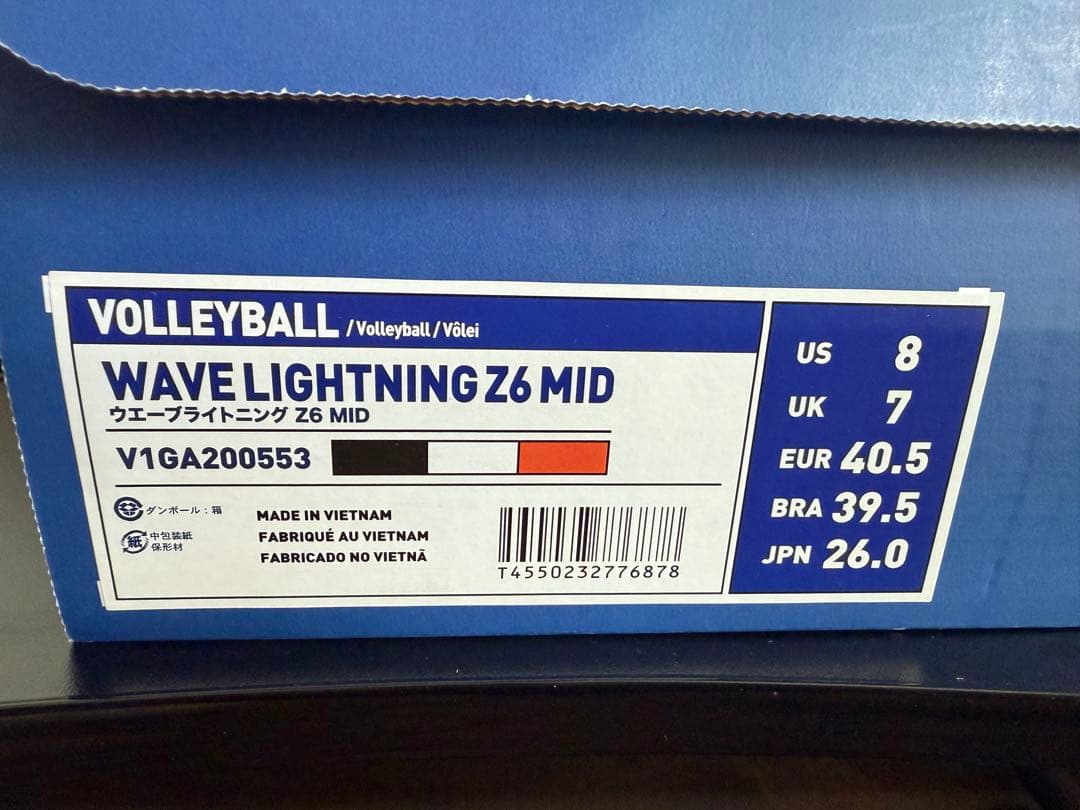 VOLLEYBALL /Volleyball/Vôlei
WAVE LIGHTNING Z6 MID
ウエーブライトニング Z6 MID
V1GA200553
ダンボール：箱
紙 中包装紙
保形材
MADE IN VIETNAM
FABRIQUÉ AU VIETNAM
FABRICADO NO VIETNÃ
T4550232776878
US 8
UK 7
EUR 40.5
BRA 39.5
JPN 26.0